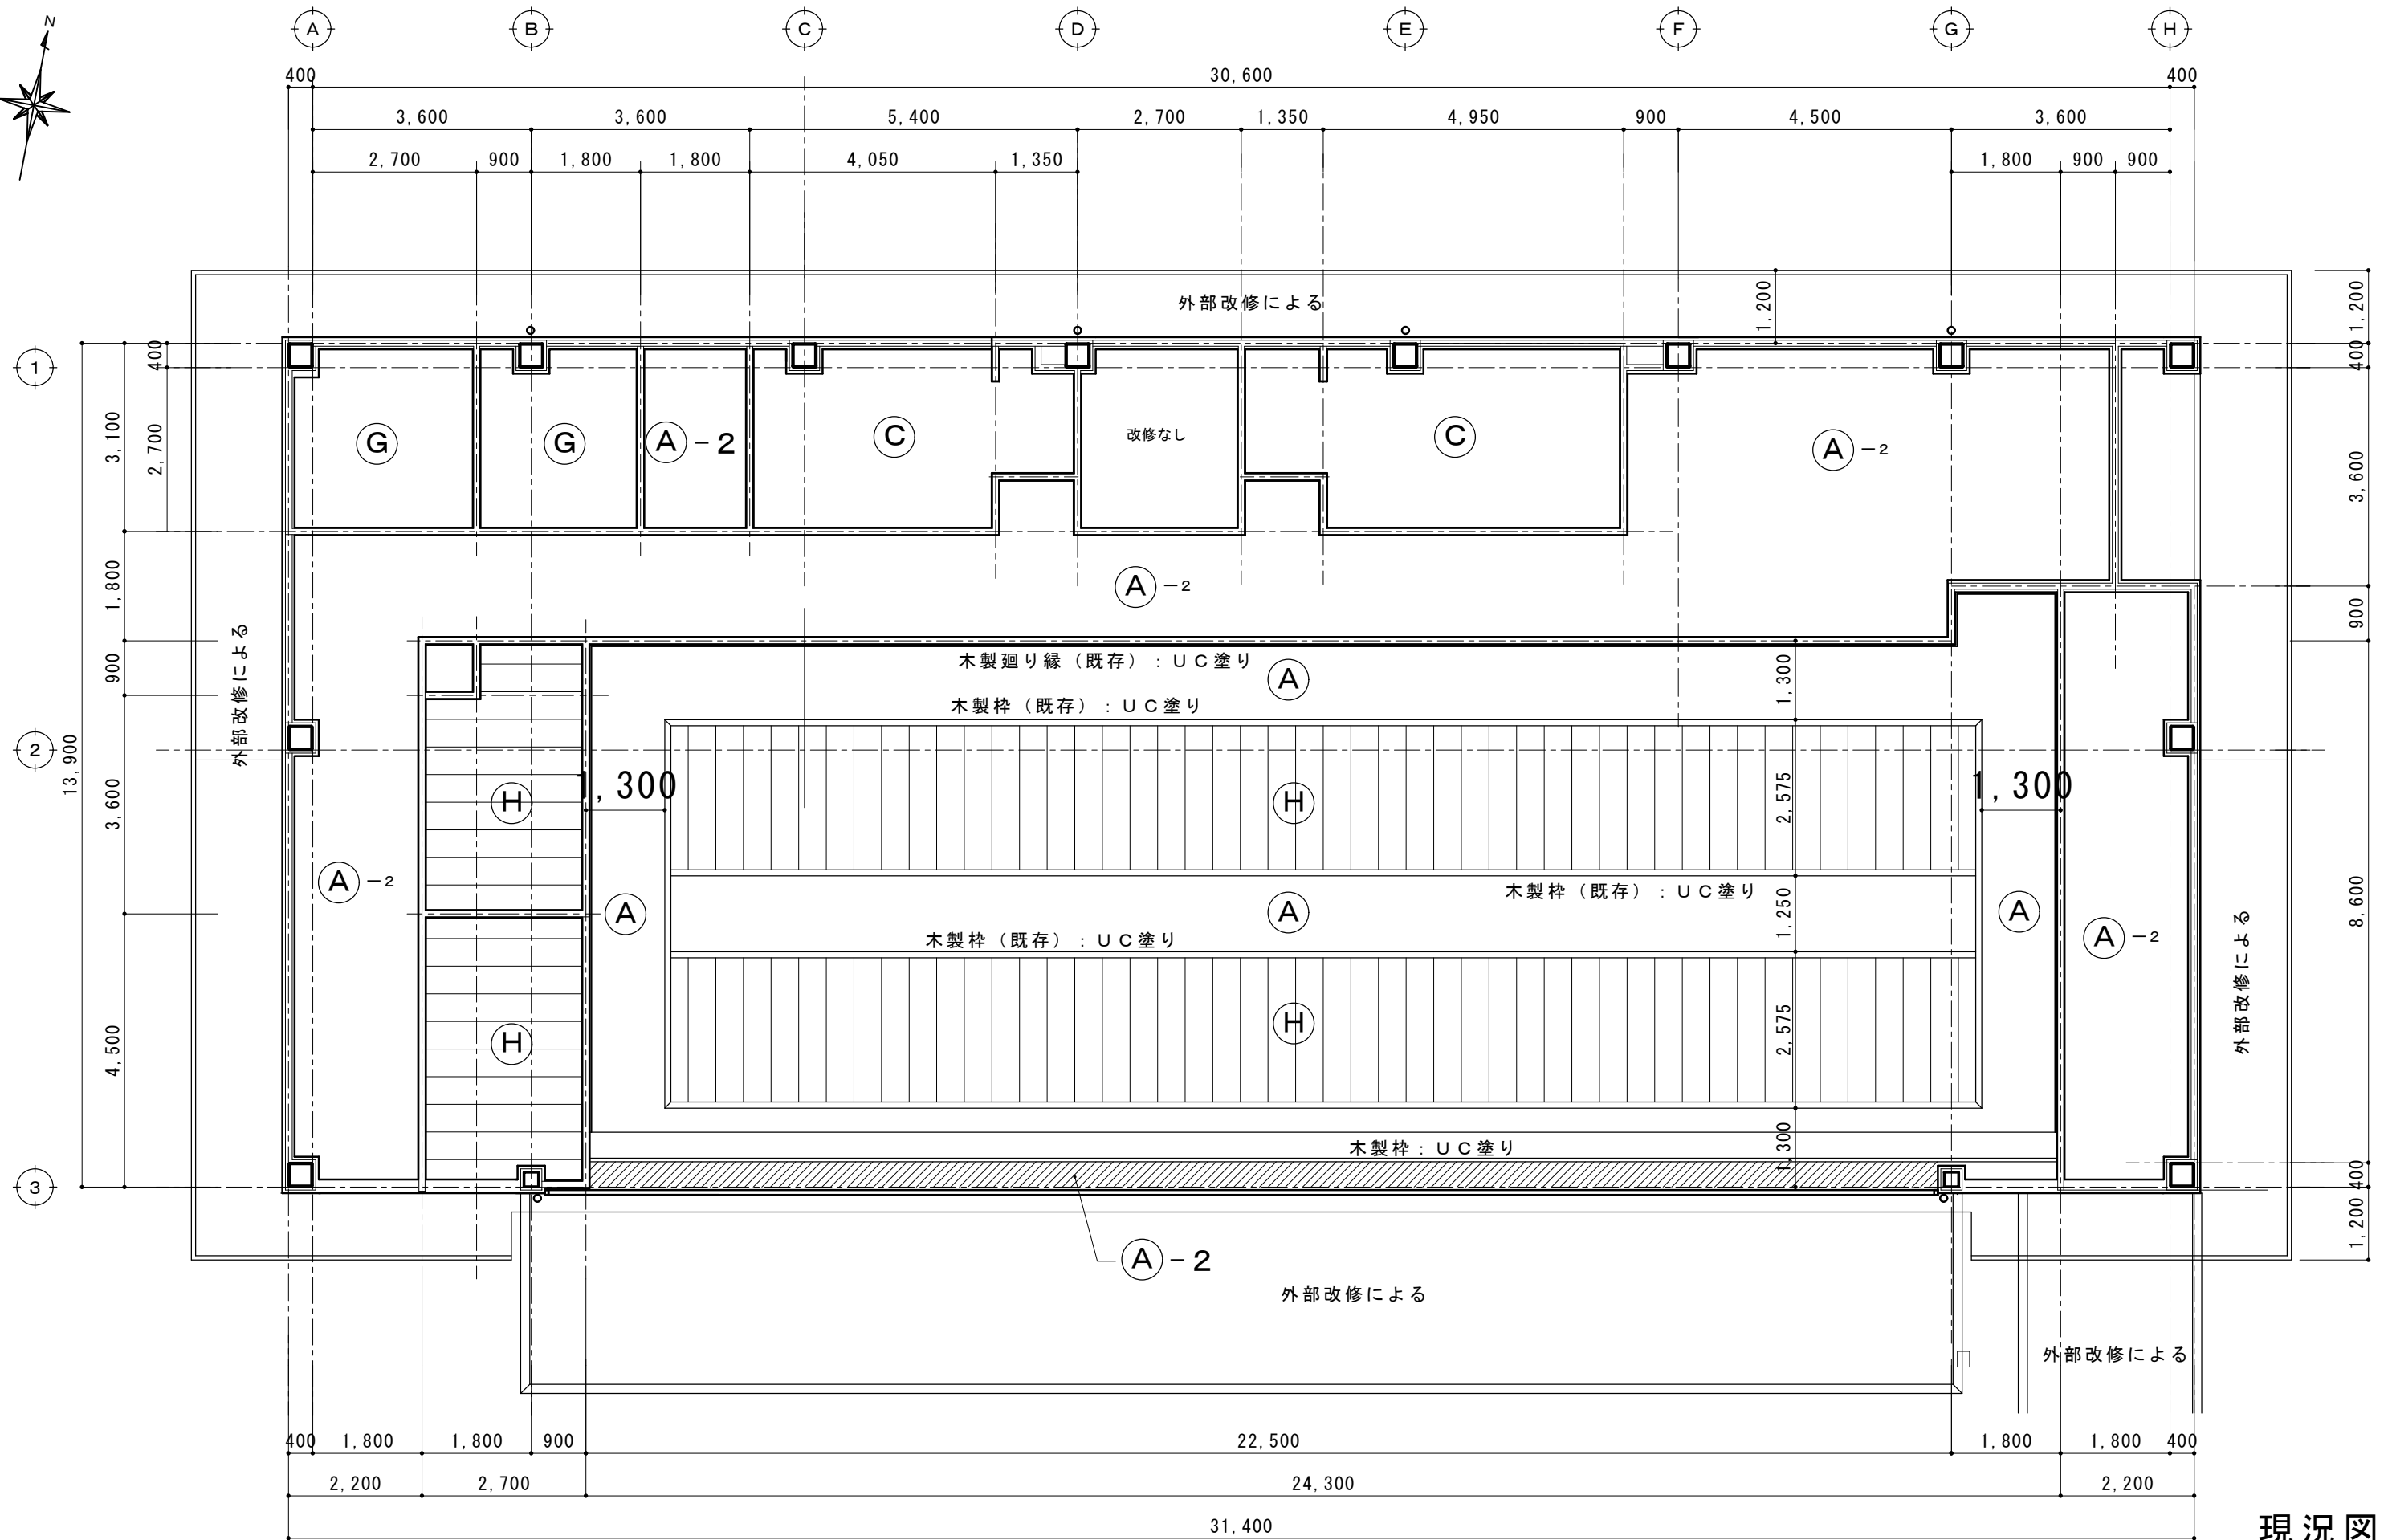 N
A B C D E F G H
400 30,600 400
3,600 3,600 5,400 2,700 1,350 4,950 900 4,500 3,600
2,700 900 1,800 1,800 4,050 1,350 1,800 900 900
外部改修による
1,200
1,200
1
400
400
3,100
2,700
3,600
G
G
A -2
C
改修なし
C
A -2
1,800
A -2
900
外部改修による
900
木製廻り縁(既存):UC塗り
A
1,300
木製枠(既存):UC塗り
2
13,900
3,600
H
1,300
H
2,575
1,300
A -2
A
木製枠(既存):UC塗り
A
1,250
A
A -2
8,600
木製枠(既存):UC塗り
外部改修による
4,500
H
H
2,575
木製枠:UC塗り
1,300
3
400
1,200
A -2
外部改修による
外部改修による
400 1,800 1,800 900 22,500 1,800 1,800 400
2,200 2,700 24,300 2,200
31,400
現況図